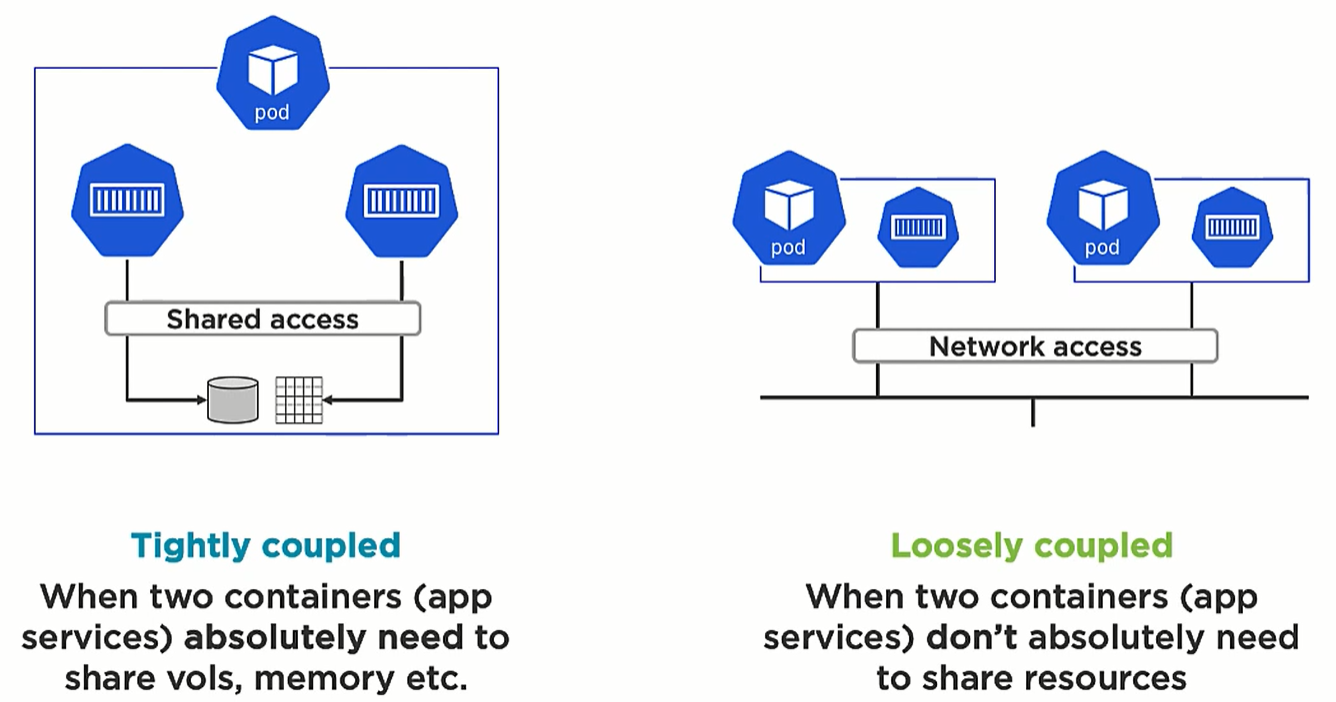 pod
Shared access
Tightly coupled
When two containers (app
services) absolutely need to
share vols, memory etc.
pod
pod
Network access
Loosely coupled
When two containers (app
services) don’t absolutely need
to share resources